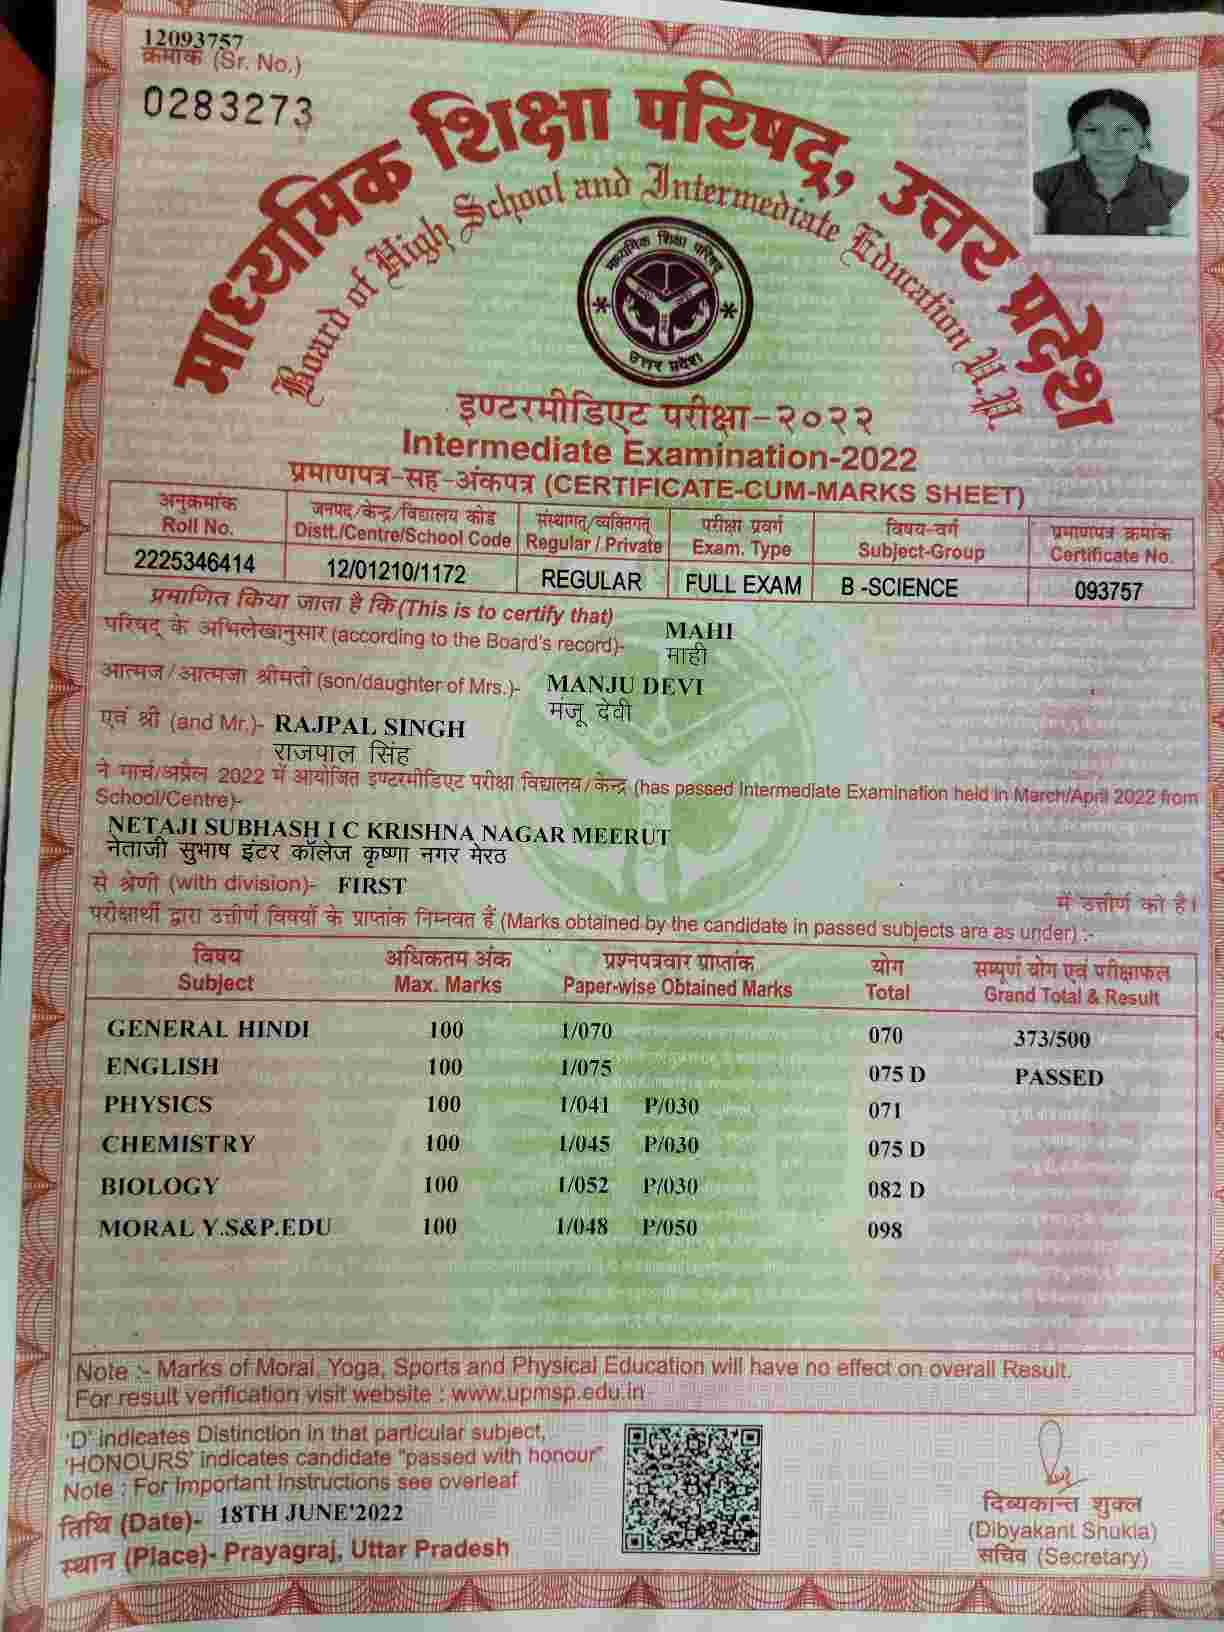 12093757
क्रमांक (Sr. No.)
0283273
माध्यमिक शिक्षा परिषद्, उत्तर प्रदेश
Board of High School and Intermediate Education U.P.
माध्यमिक शिक्षा परिषद्
उत्तर प्रदेश
इण्टरमीडिएट परीक्षा-२०२२
Intermediate Examination-2022
प्रमाणपत्र-सह-अंकपत्र (CERTIFICATE-CUM-MARKS SHEET)
अनुक्रमांक जनपद/केन्द्र/विद्यालय कोड संस्थागत/व्यक्तिगत् परीक्षा प्रवर्ग विषय-वर्ग प्रमाणपत्र क्रमांक
Roll No. Distt./Centre/School Code Regular / Private Exam. Type Subject-Group Certificate No.
2225346414 12/01210/1172 REGULAR FULL EXAM B -SCIENCE 093757
प्रमाणित किया जाता है कि (This is to certify that)
परिषद के अभिलेखानुसार (according to the Board's record)- MAHI
माही
आत्मज / आत्मजा श्रीमती (son/daughter of Mrs.)- MANJU DEVI
मंजू देवी
एवं श्री (and Mr.)- RAJPAL SINGH
राजपाल सिंह
ने मार्च/अप्रैल 2022 में आयोजित इण्टरमीडिएट परीक्षा विद्यालय/केन्द्र (has passed Intermediate Examination held in March/April 2022 from
School/Centre)-
NETAJI SUBHASH I C KRISHNA NAGAR MEERUT
नेताजी सुभाष इंटर कॉलेज कृष्णा नगर मेरठ
से श्रेणी (with division)- FIRST में उत्तीर्ण की है।
परीक्षार्थी द्वारा उत्तीर्ण विषयों के प्राप्तांक निम्नवत हैं (Marks obtained by the candidate in passed subjects are as under) :-
विषय अधिकतम अंक प्रश्नपत्रवार प्राप्तांक योग सम्पूर्ण योग एवं परीक्षाफल
Subject Max. Marks Paper-wise Obtained Marks Total Grand Total & Result
GENERAL HINDI 100 1/070 070 373/500
ENGLISH 100 1/075 075 D PASSED
PHYSICS 100 1/041 P/030 071
CHEMISTRY 100 1/045 P/030 075 D
BIOLOGY 100 1/052 P/030 082 D
MORAL Y.S&P.EDU 100 1/048 P/050 098
Note :- Marks of Moral, Yoga, Sports and Physical Education will have no effect on overall Result.
For result verification visit website : www.upmsp.edu.in
'D' indicates Distinction in that particular subject,
'HONOURS' indicates candidate "passed with honour"
Note : For Important Instructions see overleaf
तिथि (Date)- 18TH JUNE'2022
स्थान (Place)- Prayagraj, Uttar Pradesh
दिव्यकान्त शुक्ल
(Dibyakant Shukla)
सचिव (Secretary)